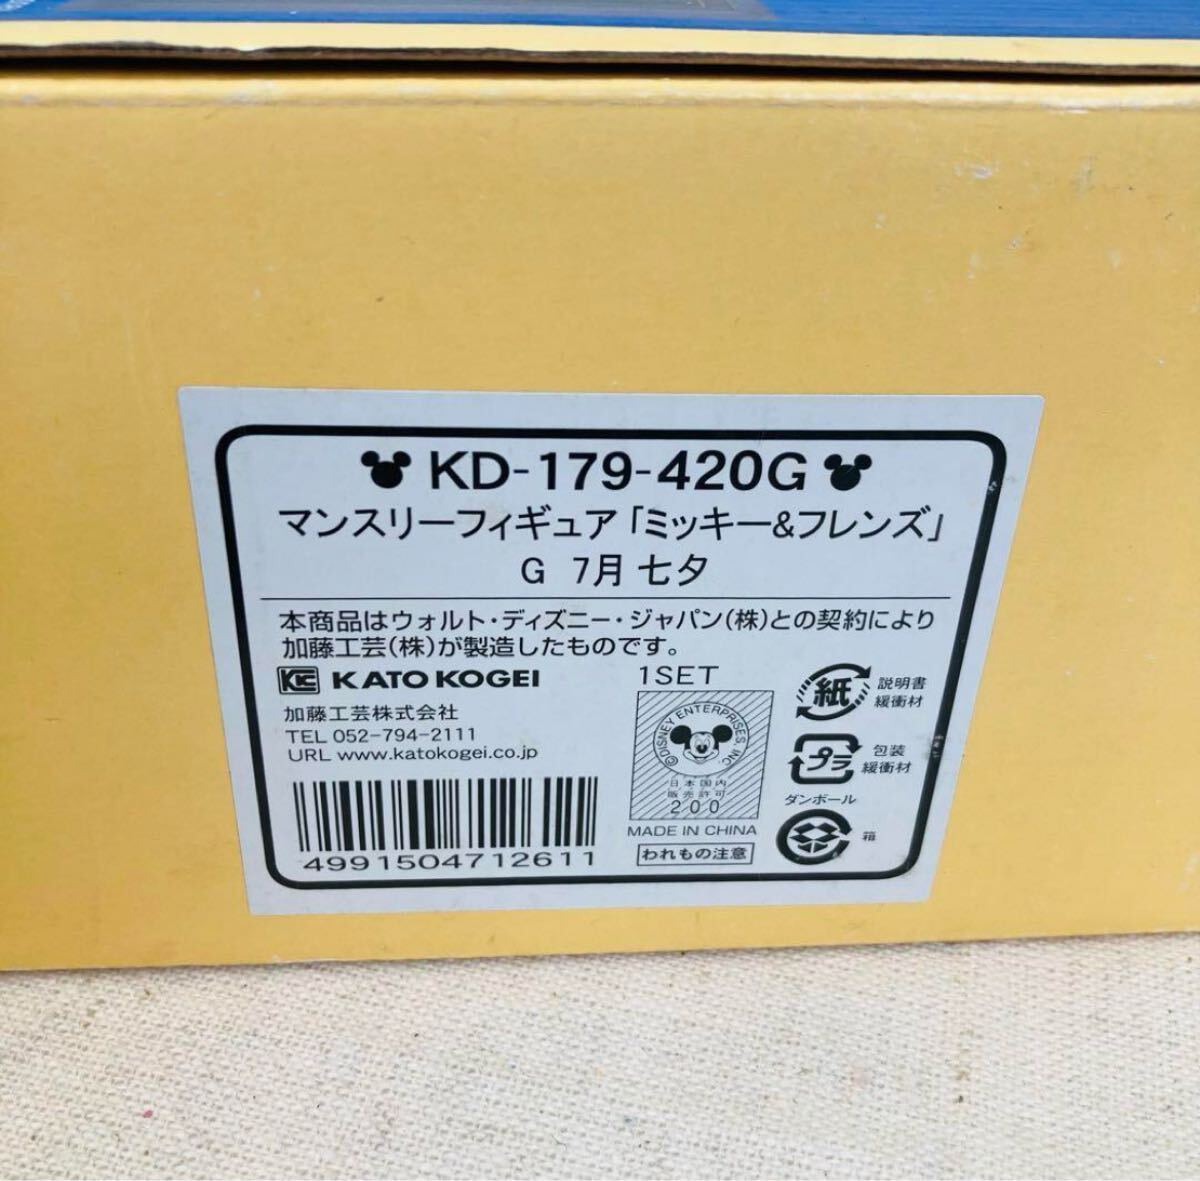 KD-179-420G
マンスリーフィギュア「ミッキー&フレンズ」
G 7月 七夕
本商品はウォルト・ディズニー・ジャパン(株)との契約により
加藤工芸(株)が製造したものです。
KC KATO KOGEI
加藤工芸株式会社
TEL 052-794-2111
URL www.katokogei.co.jp
4991504712611
1SET
©DISNEY ENTERPRISES, INC.
日本国内
販売許可
200
MADE IN CHINA
われもの注意
紙
説明書
緩衝材
プラ
包装
緩衝材
ダンボール
箱